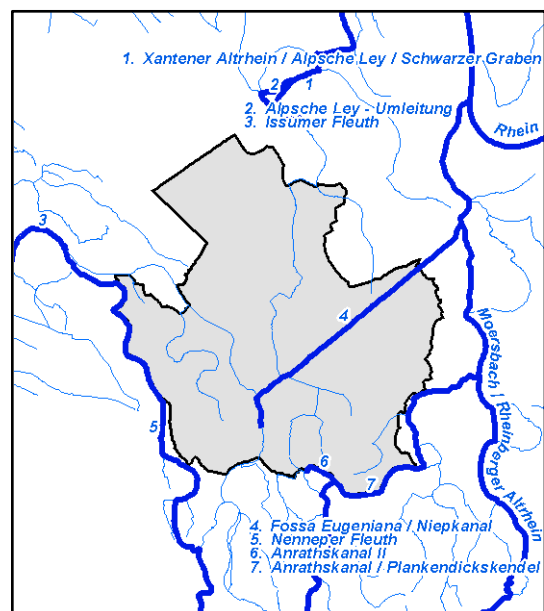 1. Xantener Altrhein / Alpsche Ley / Schwarzer Graben
2
1
2. Alpsche Ley - Umleitung
3. Issumer Fleuth
Rhein
3
4
Moersbach / Rheinberger Altrhein
5
6
7
4. Fossa Eugeniana / Niepkanal
5. Nenneper Fleuth
6. Anrathskanal II
7. Anrathskanal / Plankendickskendel